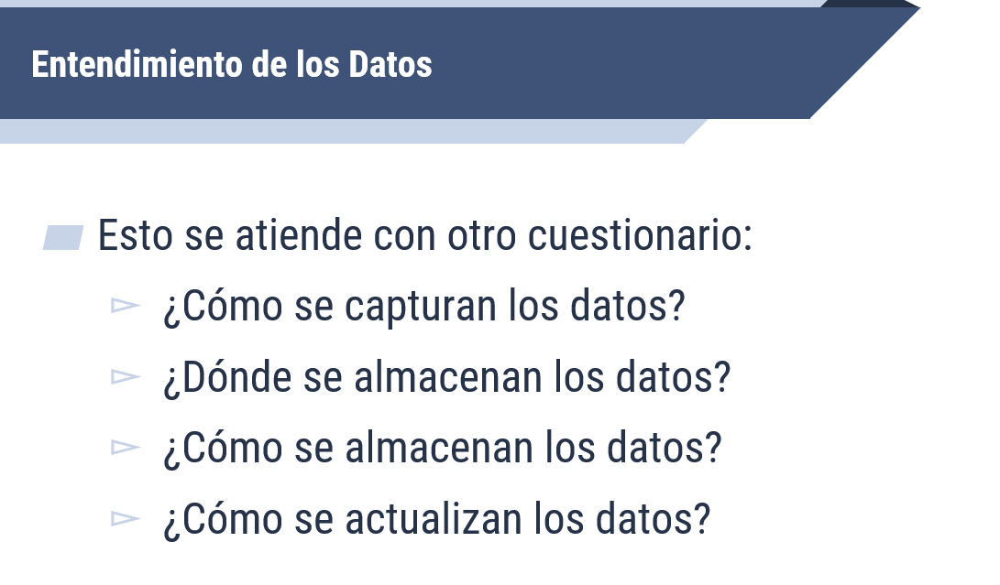 Entendimiento de los Datos
Esto se atiende con otro cuestionario:
¿Cómo se capturan los datos?
¿Dónde se almacenan los datos?
¿Cómo se almacenan los datos?
¿Cómo se actualizan los datos?